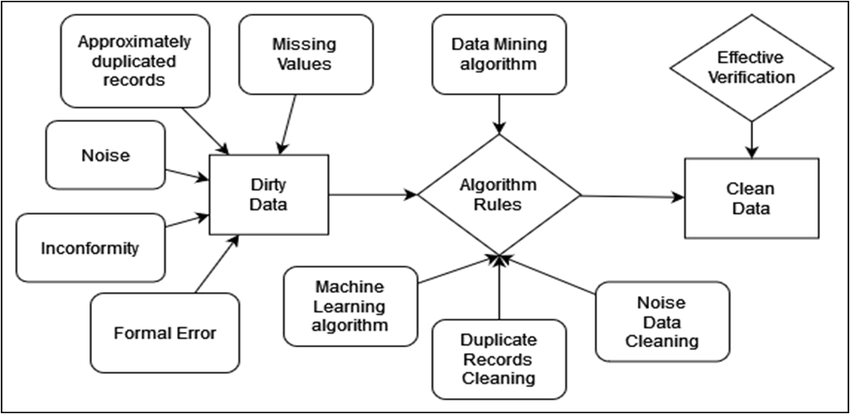 Approximately
duplicated
records
Missing
Values
Data Mining
algorithm
Effective
Verification
Noise
Dirty
Data
Algorithm
Rules
Clean
Data
Inconformity
Formal Error
Machine
Learning
algorithm
Duplicate
Records
Cleaning
Noise
Data
Cleaning